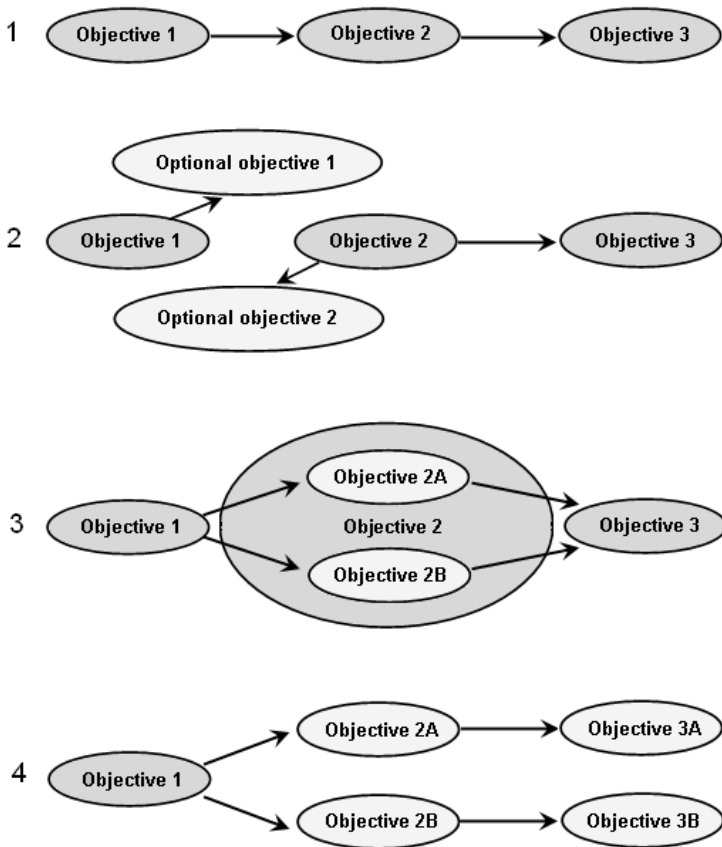 1
Objective 1
Objective 2
Objective 3
Optional objective 1
2
Objective 1
Objective 2
Objective 3
Optional objective 2
Objective 2A
3
Objective 1
Objective 2
Objective 3
Objective 2B
Objective 2A
Objective 3A
4
Objective 1
Objective 2B
Objective 3B